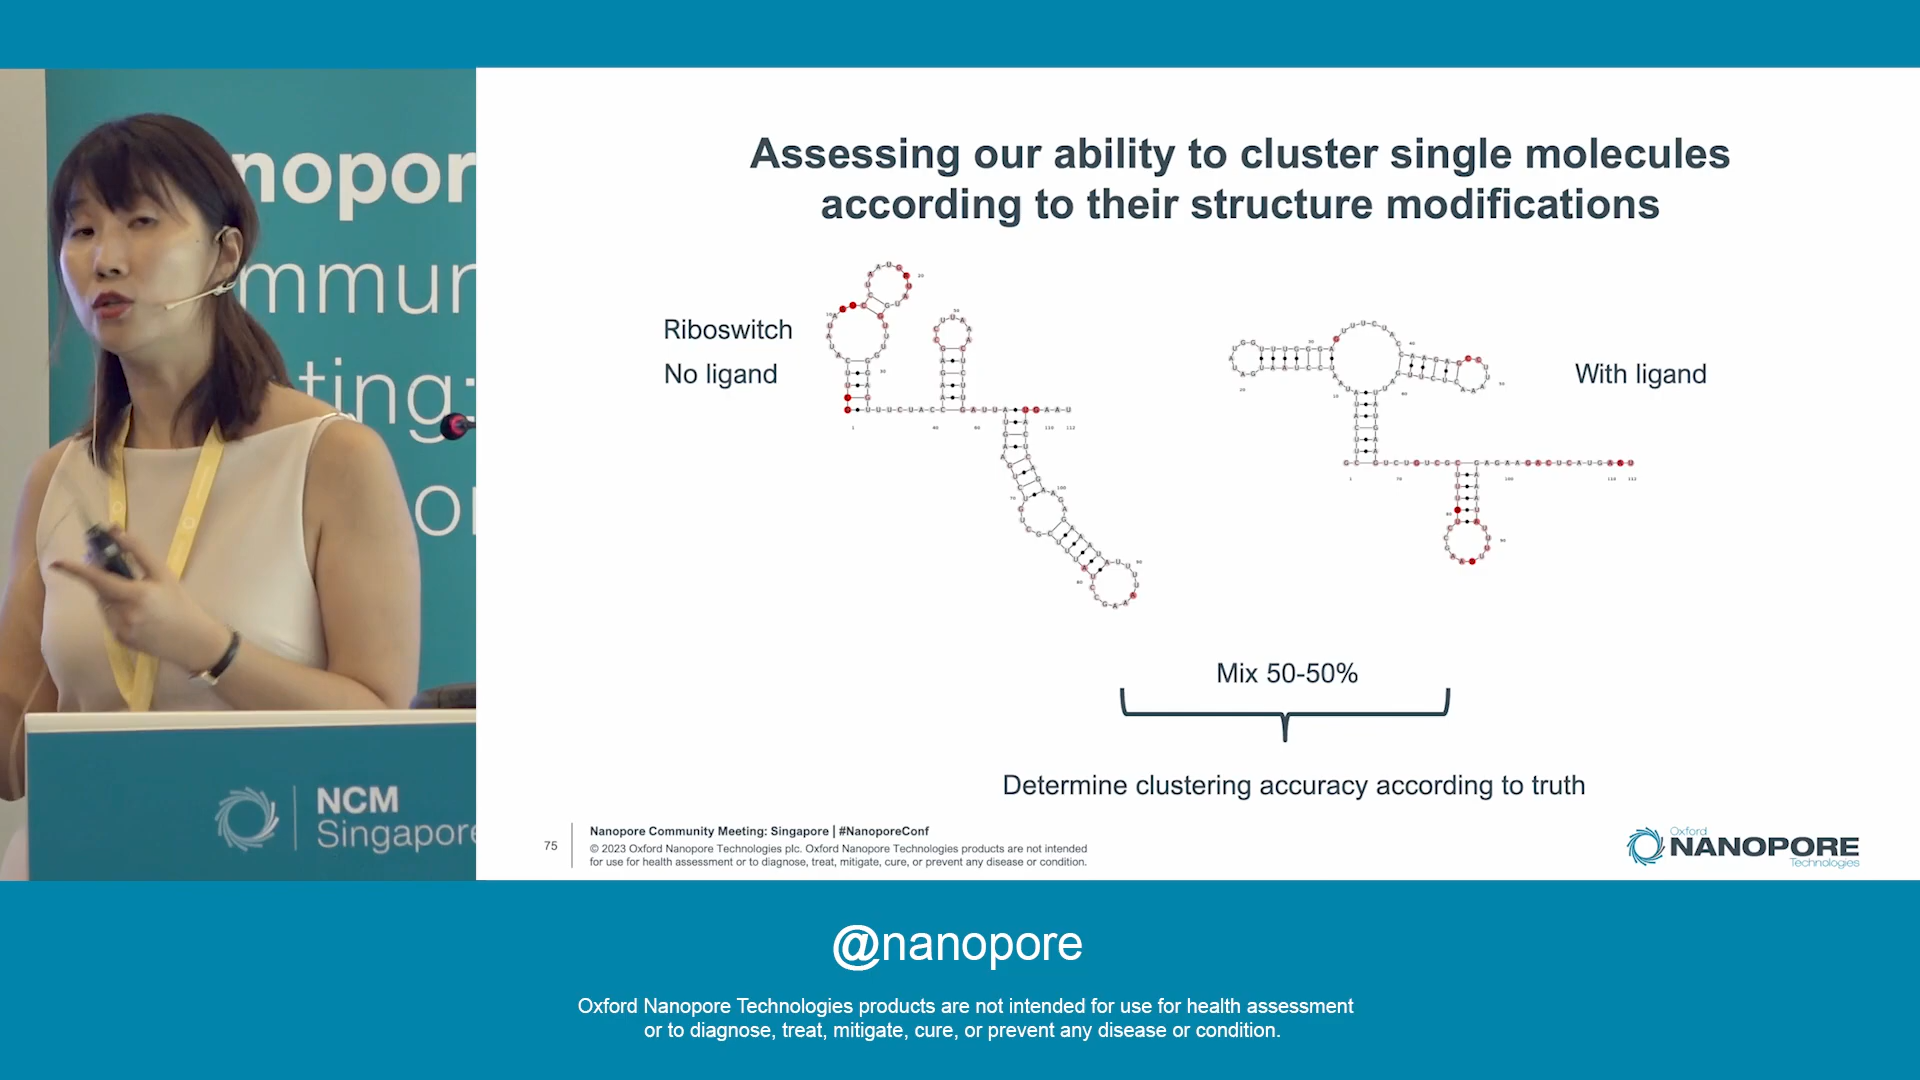 nopor
mmur
ting:
NCM
Singapore
Assessing our ability to cluster single molecules
according to their structure modifications
Riboswitch
No ligand
With ligand
Mix 50-50%
Determine clustering accuracy according to truth
75
Nanopore Community Meeting: Singapore | #NanoporeConf
© 2023 Oxford Nanopore Technologies plc. Oxford Nanopore Technologies products are not intended
for use for health assessment or to diagnose, treat, mitigate, cure, or prevent any disease or condition.
Oxford
NANOPORE
Technologies
@nanopore
Oxford Nanopore Technologies products are not intended for use for health assessment
or to diagnose, treat, mitigate, cure, or prevent any disease or condition.